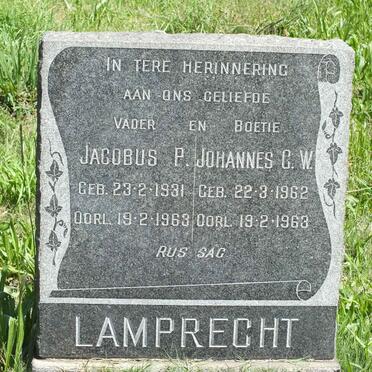 IN TERE HERINNERING
AAN ONS GELIEFDE
VADER EN BOETIE
JACOBUS P. JOHANNES C. W.
GEB. 23-2-1931. GEB. 22-3-1962
OORL. 19-2-1963 OORL. 19-2-1963
RUS SAG
LAMPRECHT